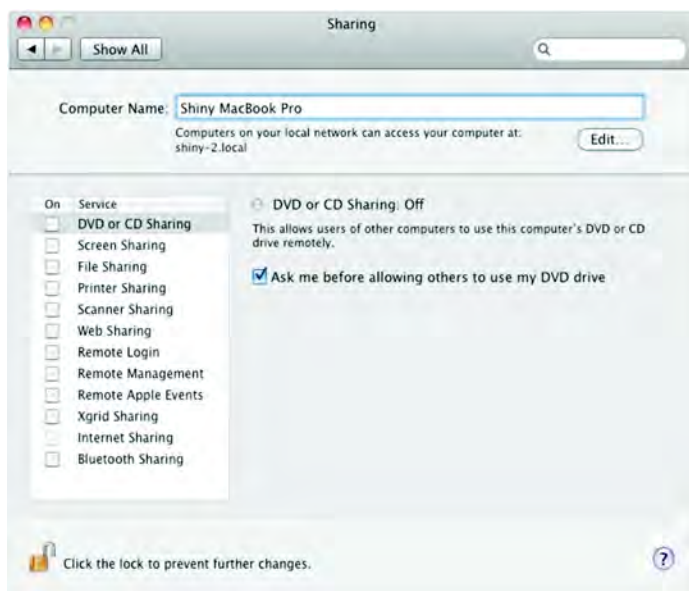 Sharing
Show All
Computer Name: Shiny MacBook Pro
Computers on your local network can access your computer at:
shiny-2.local
Edit...
On Service
DVD or CD Sharing
Screen Sharing
File Sharing
Printer Sharing
Scanner Sharing
Web Sharing
Remote Login
Remote Management
Remote Apple Events
Xgrid Sharing
Internet Sharing
Bluetooth Sharing
DVD or CD Sharing: Off
This allows users of other computers to use this computer's DVD or CD
drive remotely.
Ask me before allowing others to use my DVD drive
Click the lock to prevent further changes.
?